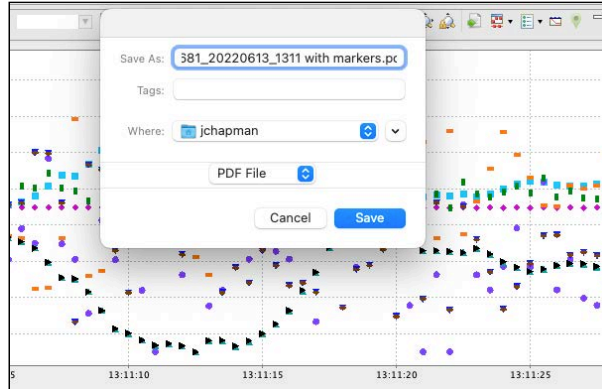 Save As: 681_20220613_1311 with markers.pc
Tags:
Where: jchapman
PDF File
Cancel Save
5 13:11:10 13:11:15 13:11:20 13:11:25